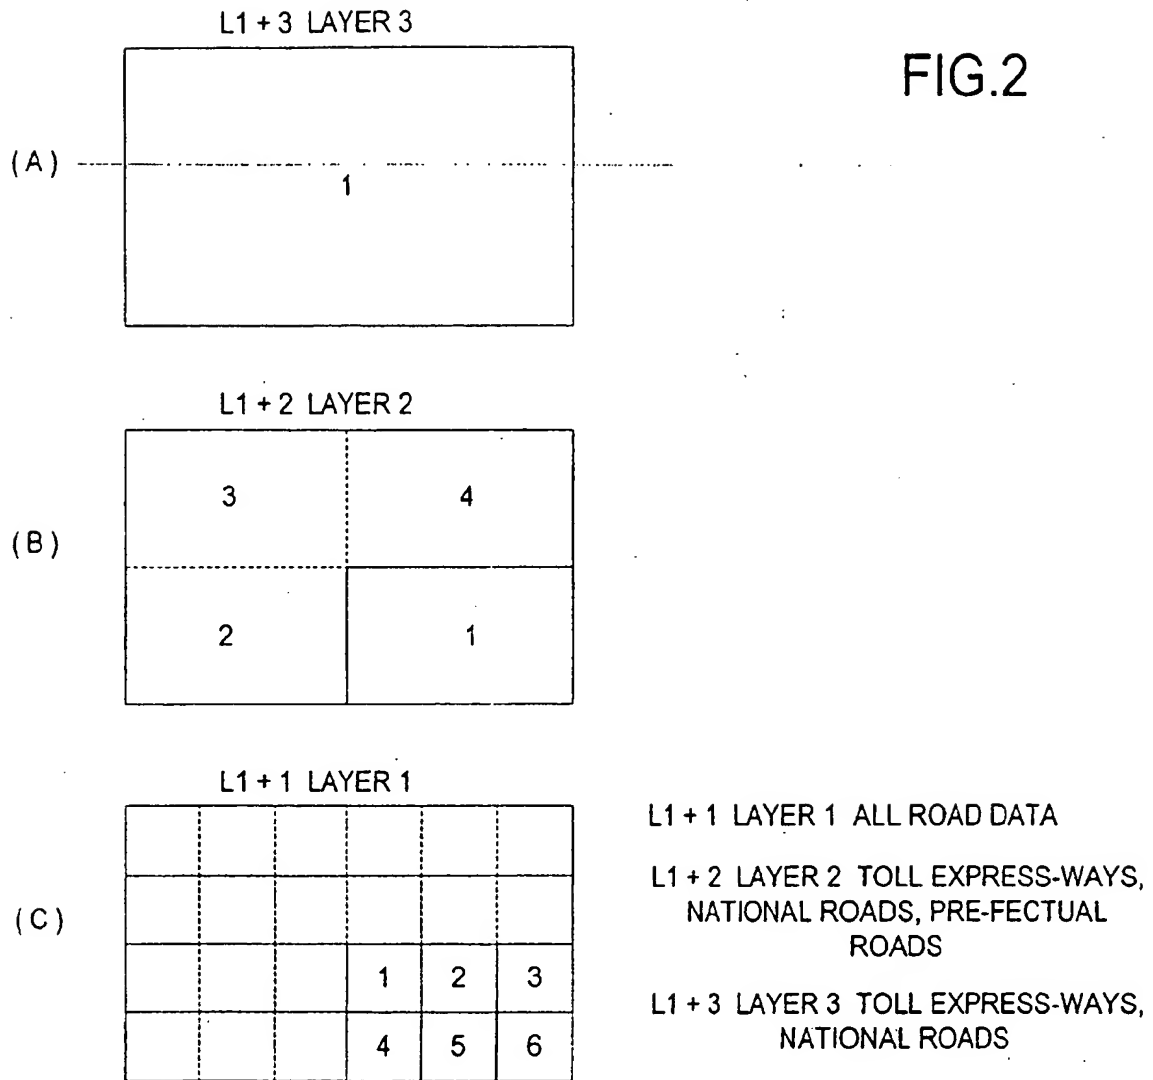 L1 + 3 LAYER 3
FIG.2
(A)
1
L1 + 2 LAYER 2
3 4
(B)
2 1
L1 + 1 LAYER 1
(C)
1 2 3
4 5 6
L1 + 1 LAYER 1 ALL ROAD DATA
L1 + 2 LAYER 2 TOLL EXPRESS-WAYS,
NATIONAL ROADS, PRE-FECTUAL
ROADS
L1 + 3 LAYER 3 TOLL EXPRESS-WAYS,
NATIONAL ROADS